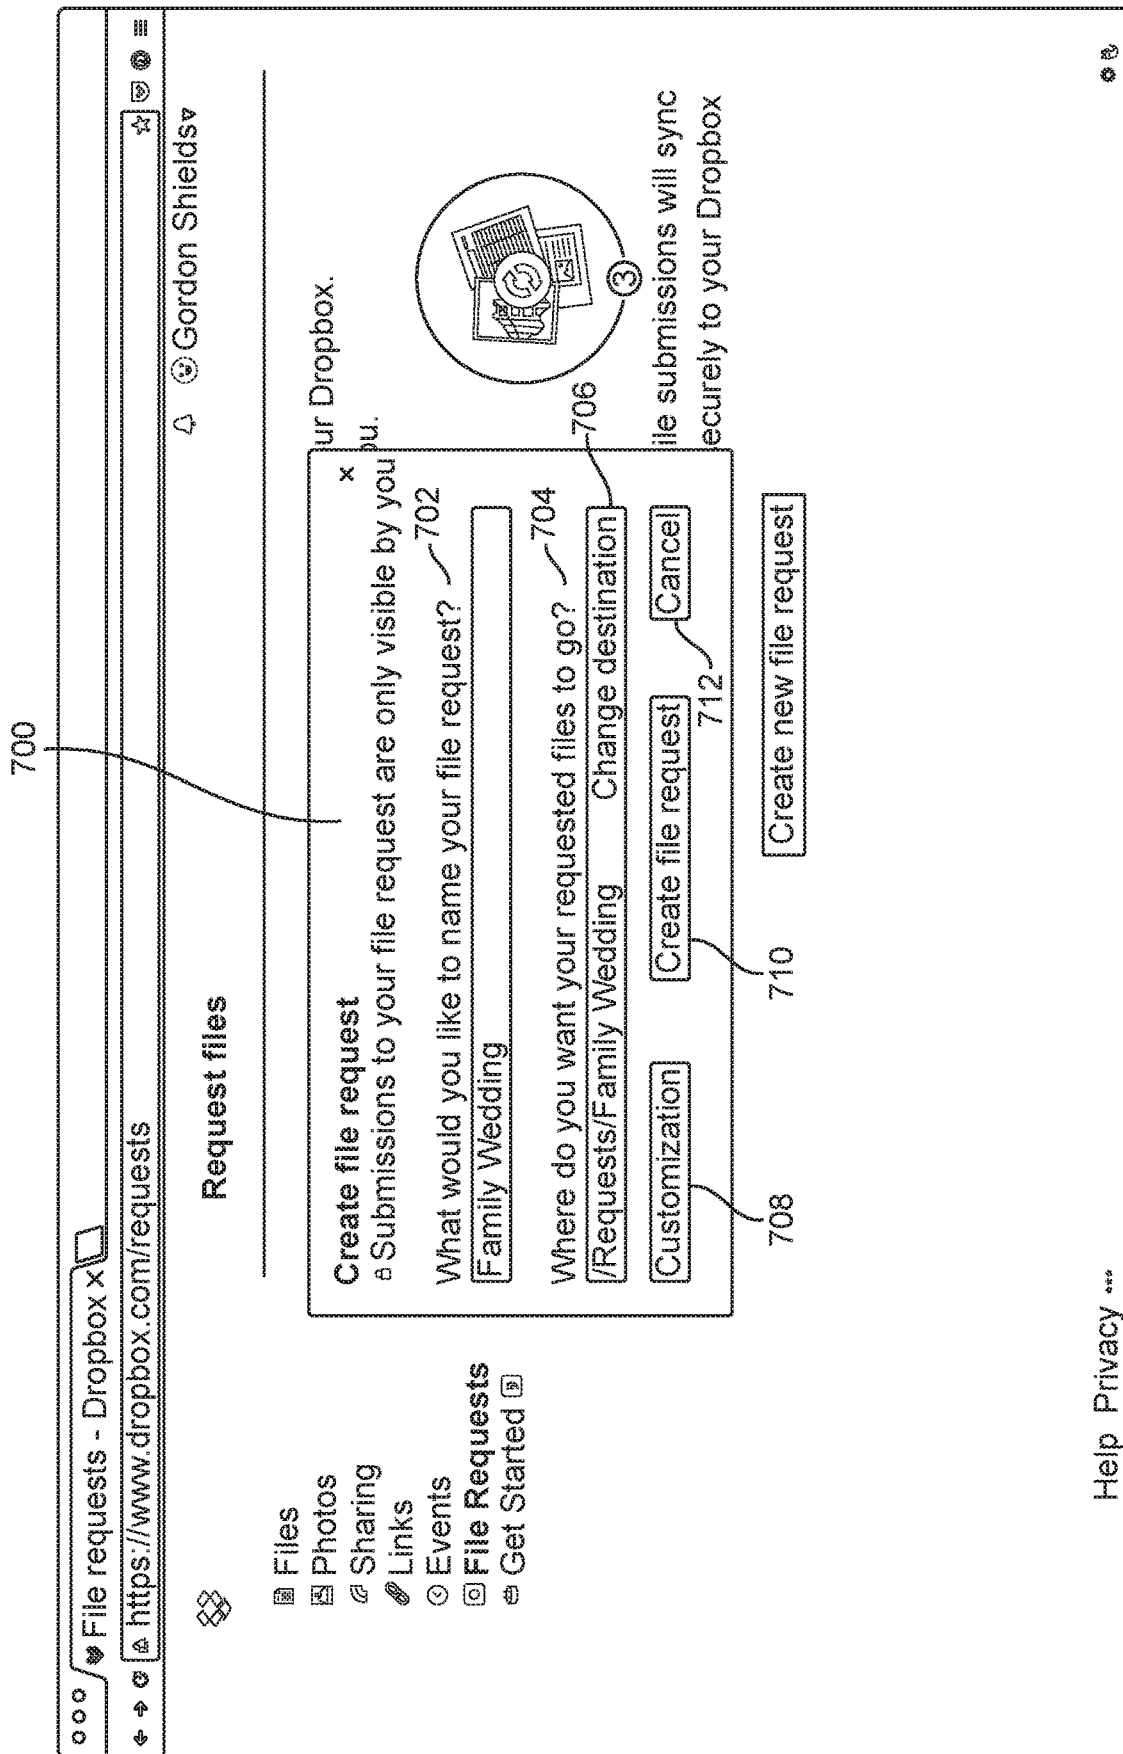 700
File requests - Dropbox X
https://www.dropbox.com/requests
Request files
Gordon Shields
Files
Photos
Sharing
Links
Events
File Requests
Get Started
ur Dropbox.
ou.
Create file request
x
Submissions to your file request are only visible by you
What would you like to name your file request?
702
Family Wedding
Where do you want your requested files to go?
704
/Requests/Family Wedding
Change destination
706
Customization
Create file request
Cancel
708
710
712
3
ile submissions will sync
ecurely to your Dropbox
Create new file request
Help Privacy •••